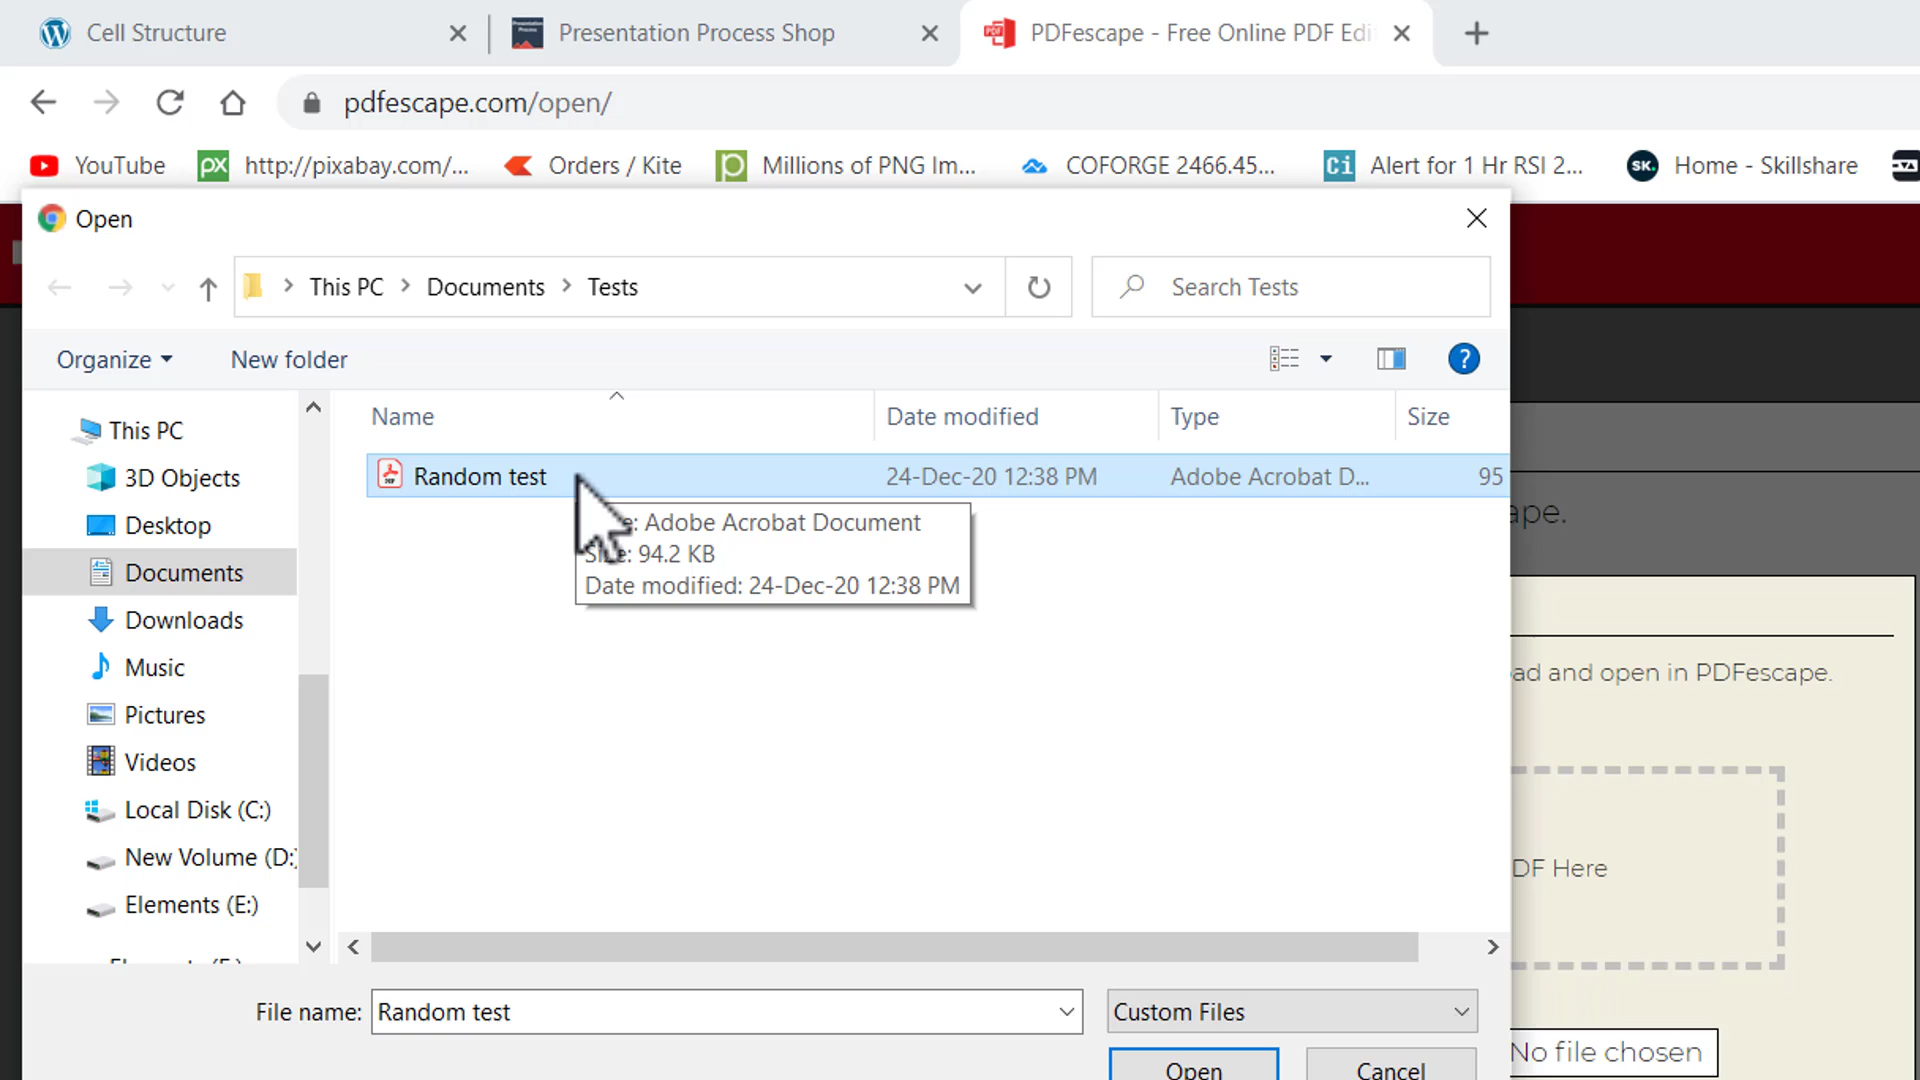 Cell Structure
Presentation Process Shop
PDFescape - Free Online PDF Edi
pdfescape.com/open/
YouTube
px
http://pixabay.com/...
Orders / Kite
Millions of PNG Im...
COFORGE 2466.45...
Ci
Alert for 1 Hr RSI 2...
SK.
Home - Skillshare
Open
This PC > Documents > Tests
Search Tests
Organize
New folder
Name
Date modified
Type
Size
Random test
24-Dec-20 12:38 PM
Adobe Acrobat D...
95
e: Adobe Acrobat Document
Size: 94.2 KB
Date modified: 24-Dec-20 12:38 PM
This PC
3D Objects
Desktop
Documents
Downloads
Music
Pictures
Videos
Local Disk (C:)
New Volume (D:)
Elements (E:)
ape.
ad and open in PDFescape.
DF Here
File name:
Random test
Custom Files
No file chosen
Open
Cancel